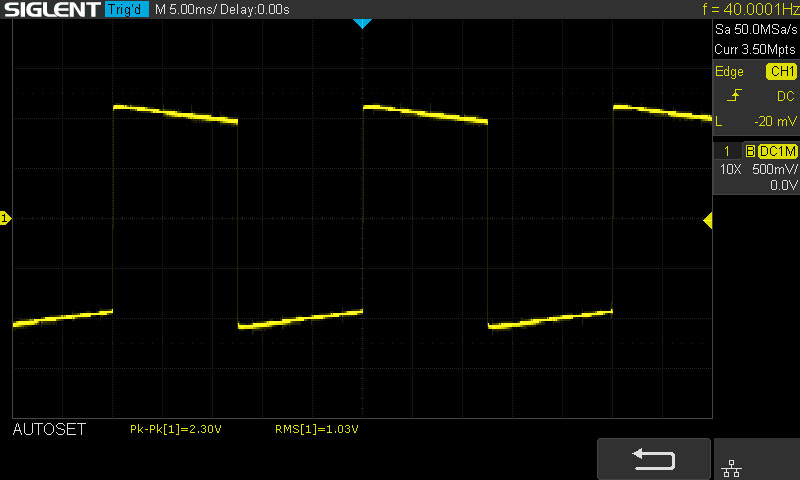 SIGLENT Trig'd M 5.00ms/ Delay:0.00s f = 40.0001Hz
Sa 50.0MSa/s
Curr 3.50Mpts
Edge CH1
DC
L -20 mV
1 B DC1M
10X 500mV/
0.0V
1
AUTOSET Pk-Pk[1]=2.30V RMS[1]=1.03V